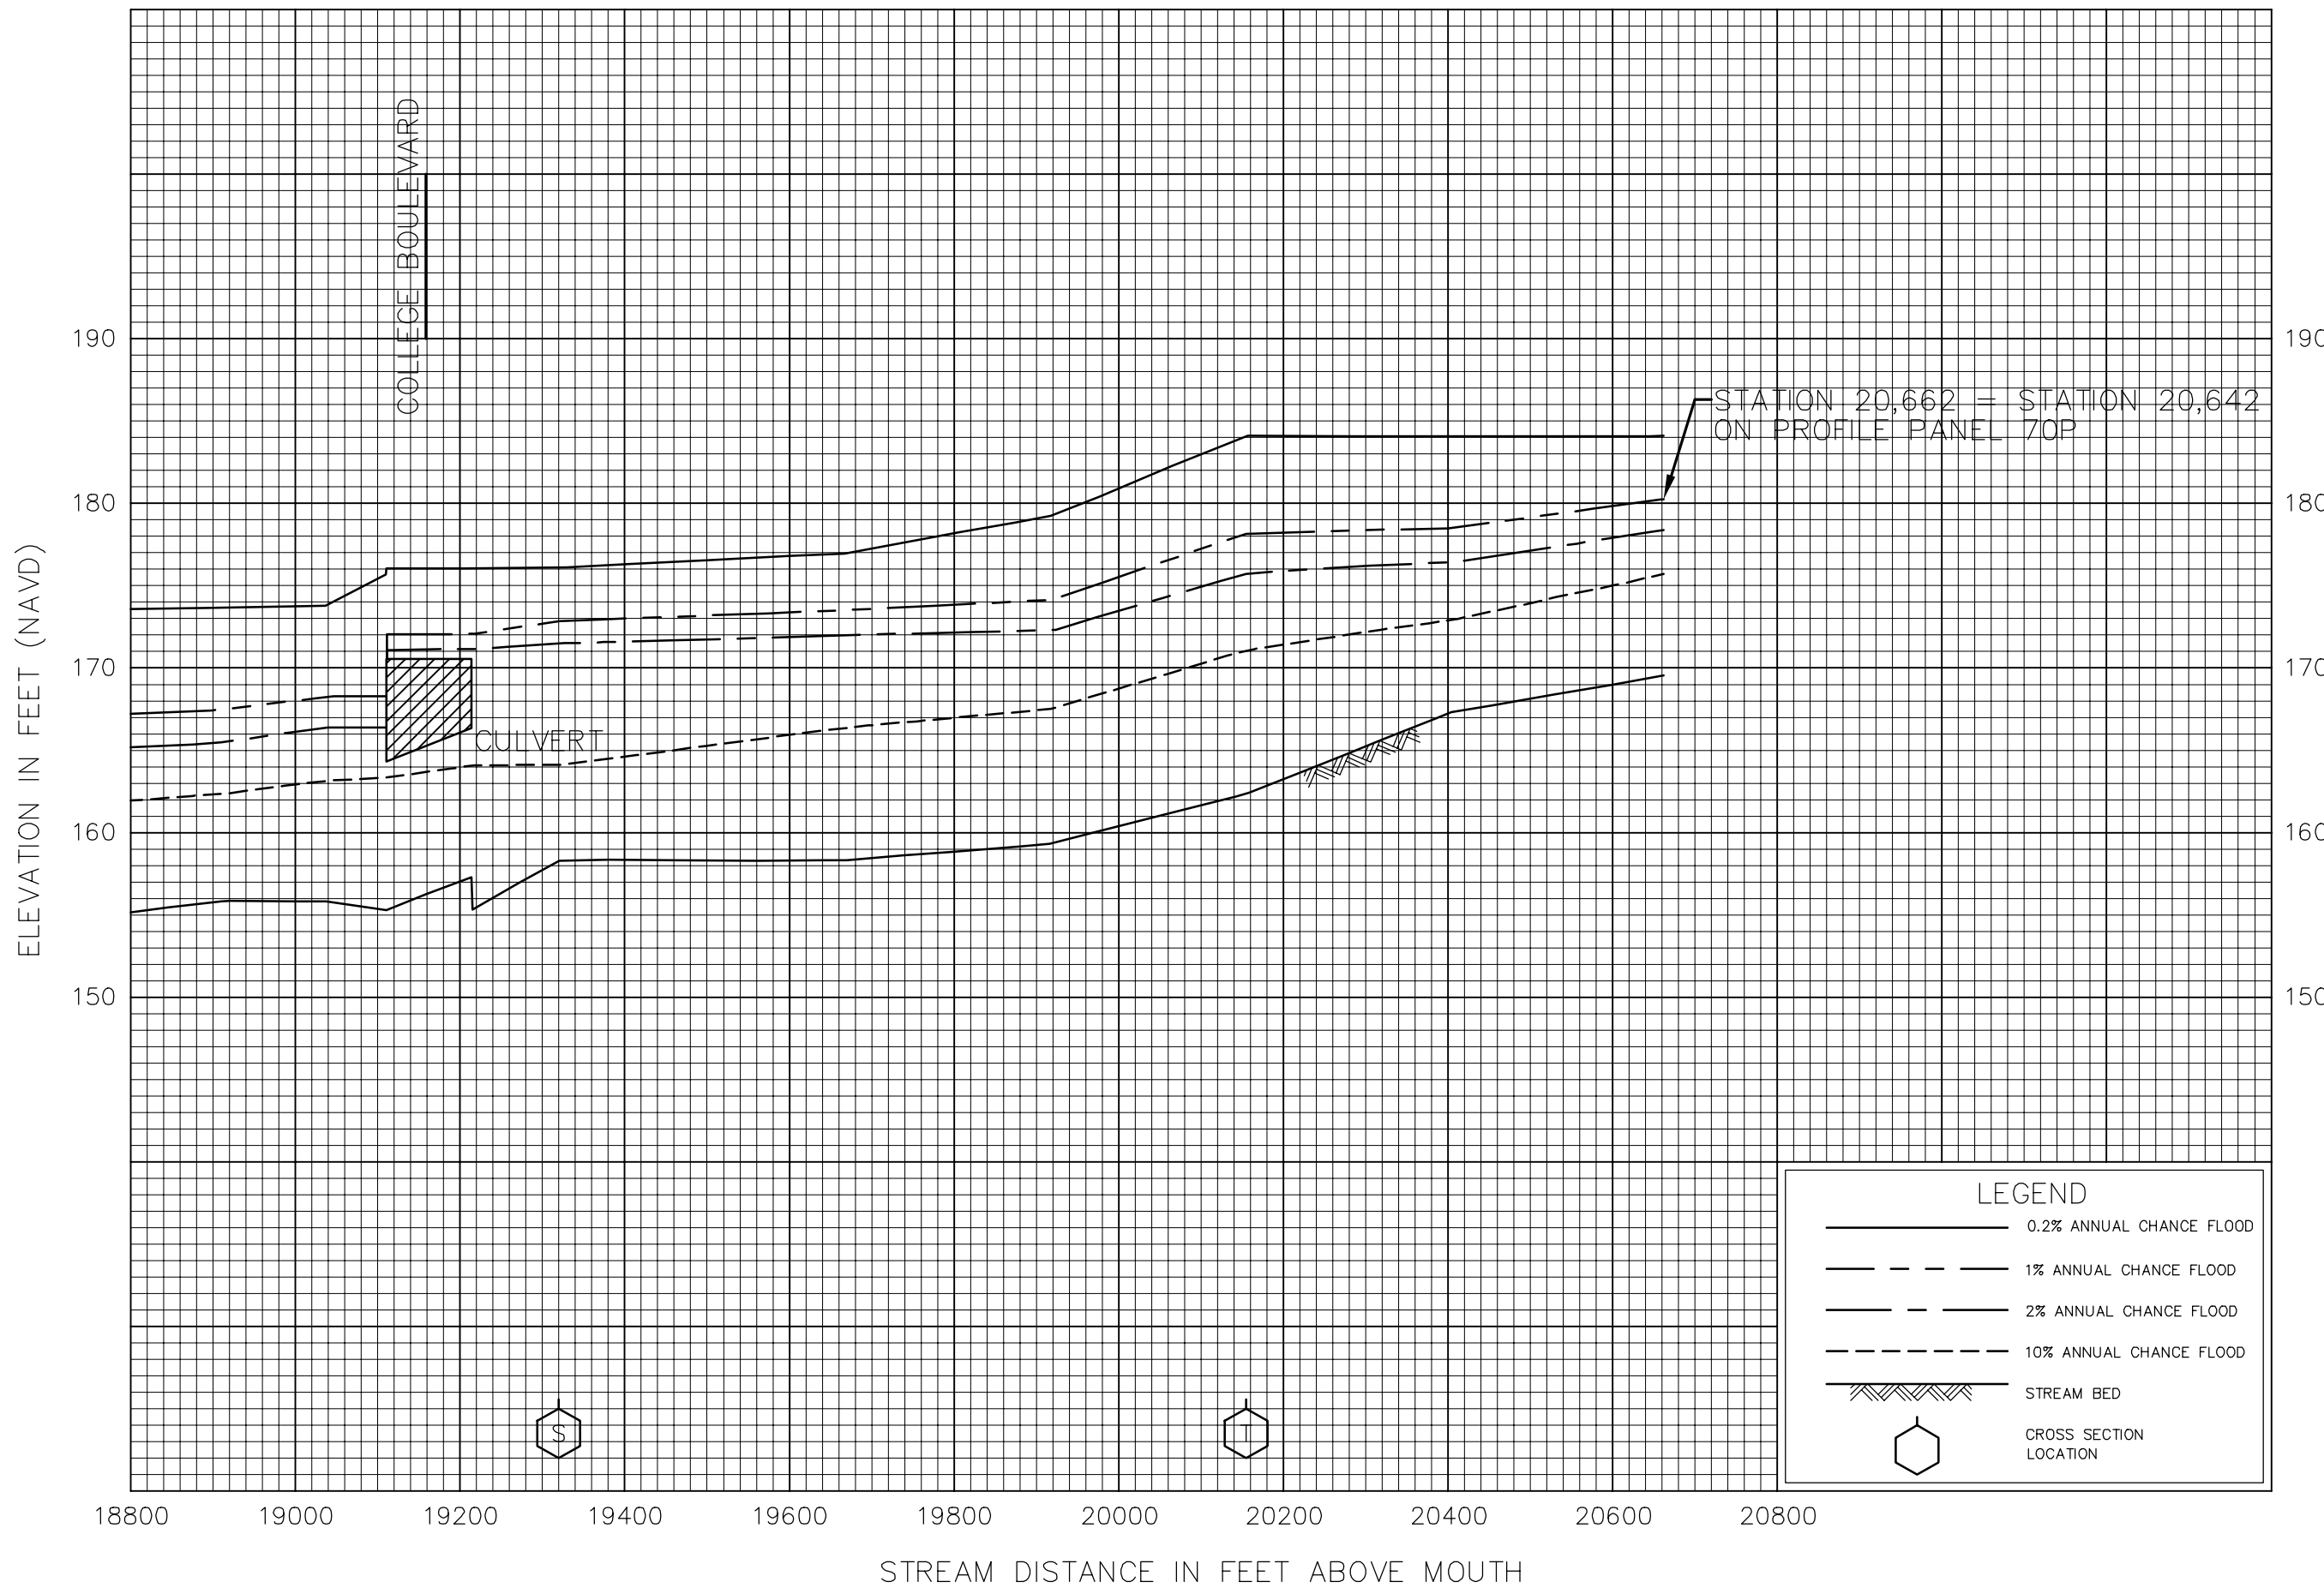 COLLEGE BOULEVARD
190
190
STATION 20,662 = STATION 20,642
ON PROFILE PANEL 70P
180
180
ELEVATION IN FEET (NAVD)
170
170
CULVERT
160
160
150
150
LEGEND
0.2% ANNUAL CHANCE FLOOD
1% ANNUAL CHANCE FLOOD
2% ANNUAL CHANCE FLOOD
10% ANNUAL CHANCE FLOOD
STREAM BED
CROSS SECTION
LOCATION
S
T
18800 19000 19200 19400 19600 19800 20000 20200 20400 20600 20800
STREAM DISTANCE IN FEET ABOVE MOUTH